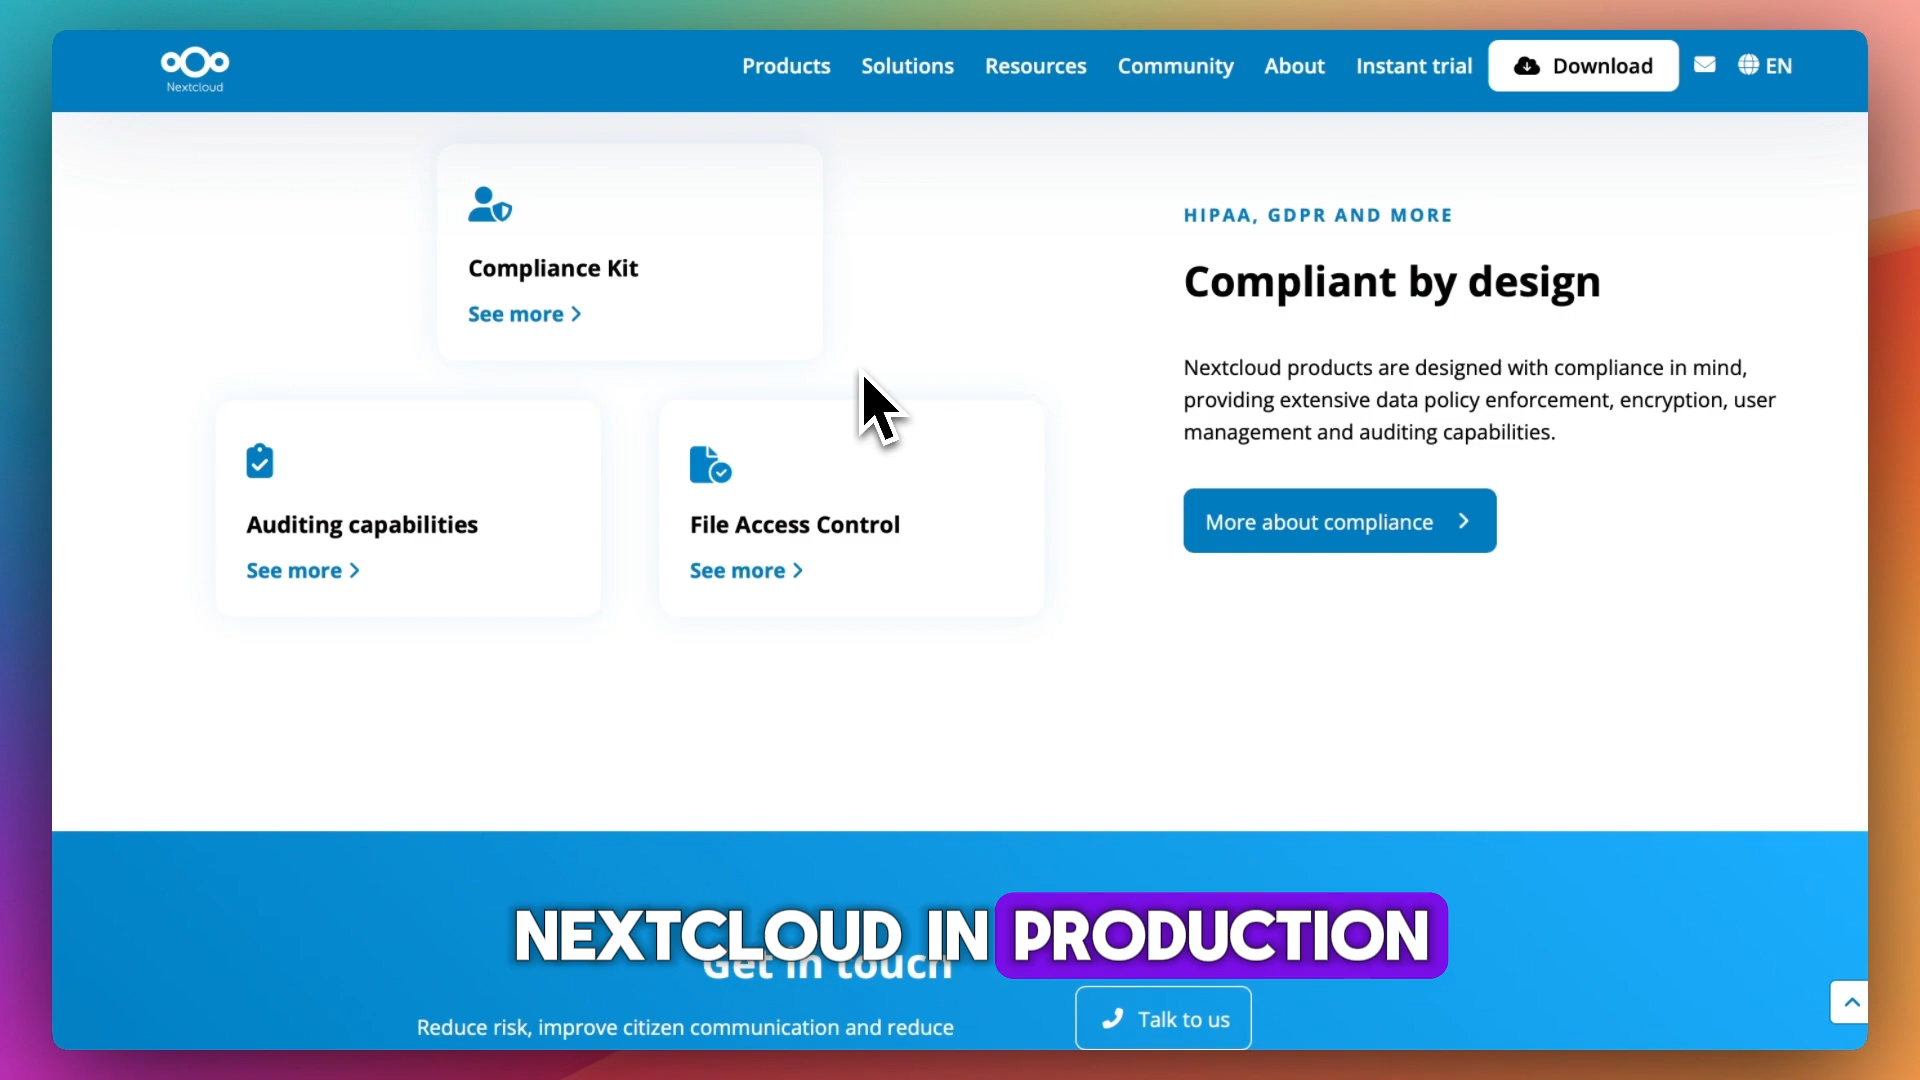 Nextcloud
Products Solutions Resources Community About Instant trial Download EN
Compliance Kit
See more
Auditing capabilities
See more
File Access Control
See more
HIPAA, GDPR AND MORE
Compliant by design
Nextcloud products are designed with compliance in mind,
providing extensive data policy enforcement, encryption, user
management and auditing capabilities.
More about compliance
NEXTCLOUD IN PRODUCTION
Get in touch
Reduce risk, improve citizen communication and reduce
Talk to us